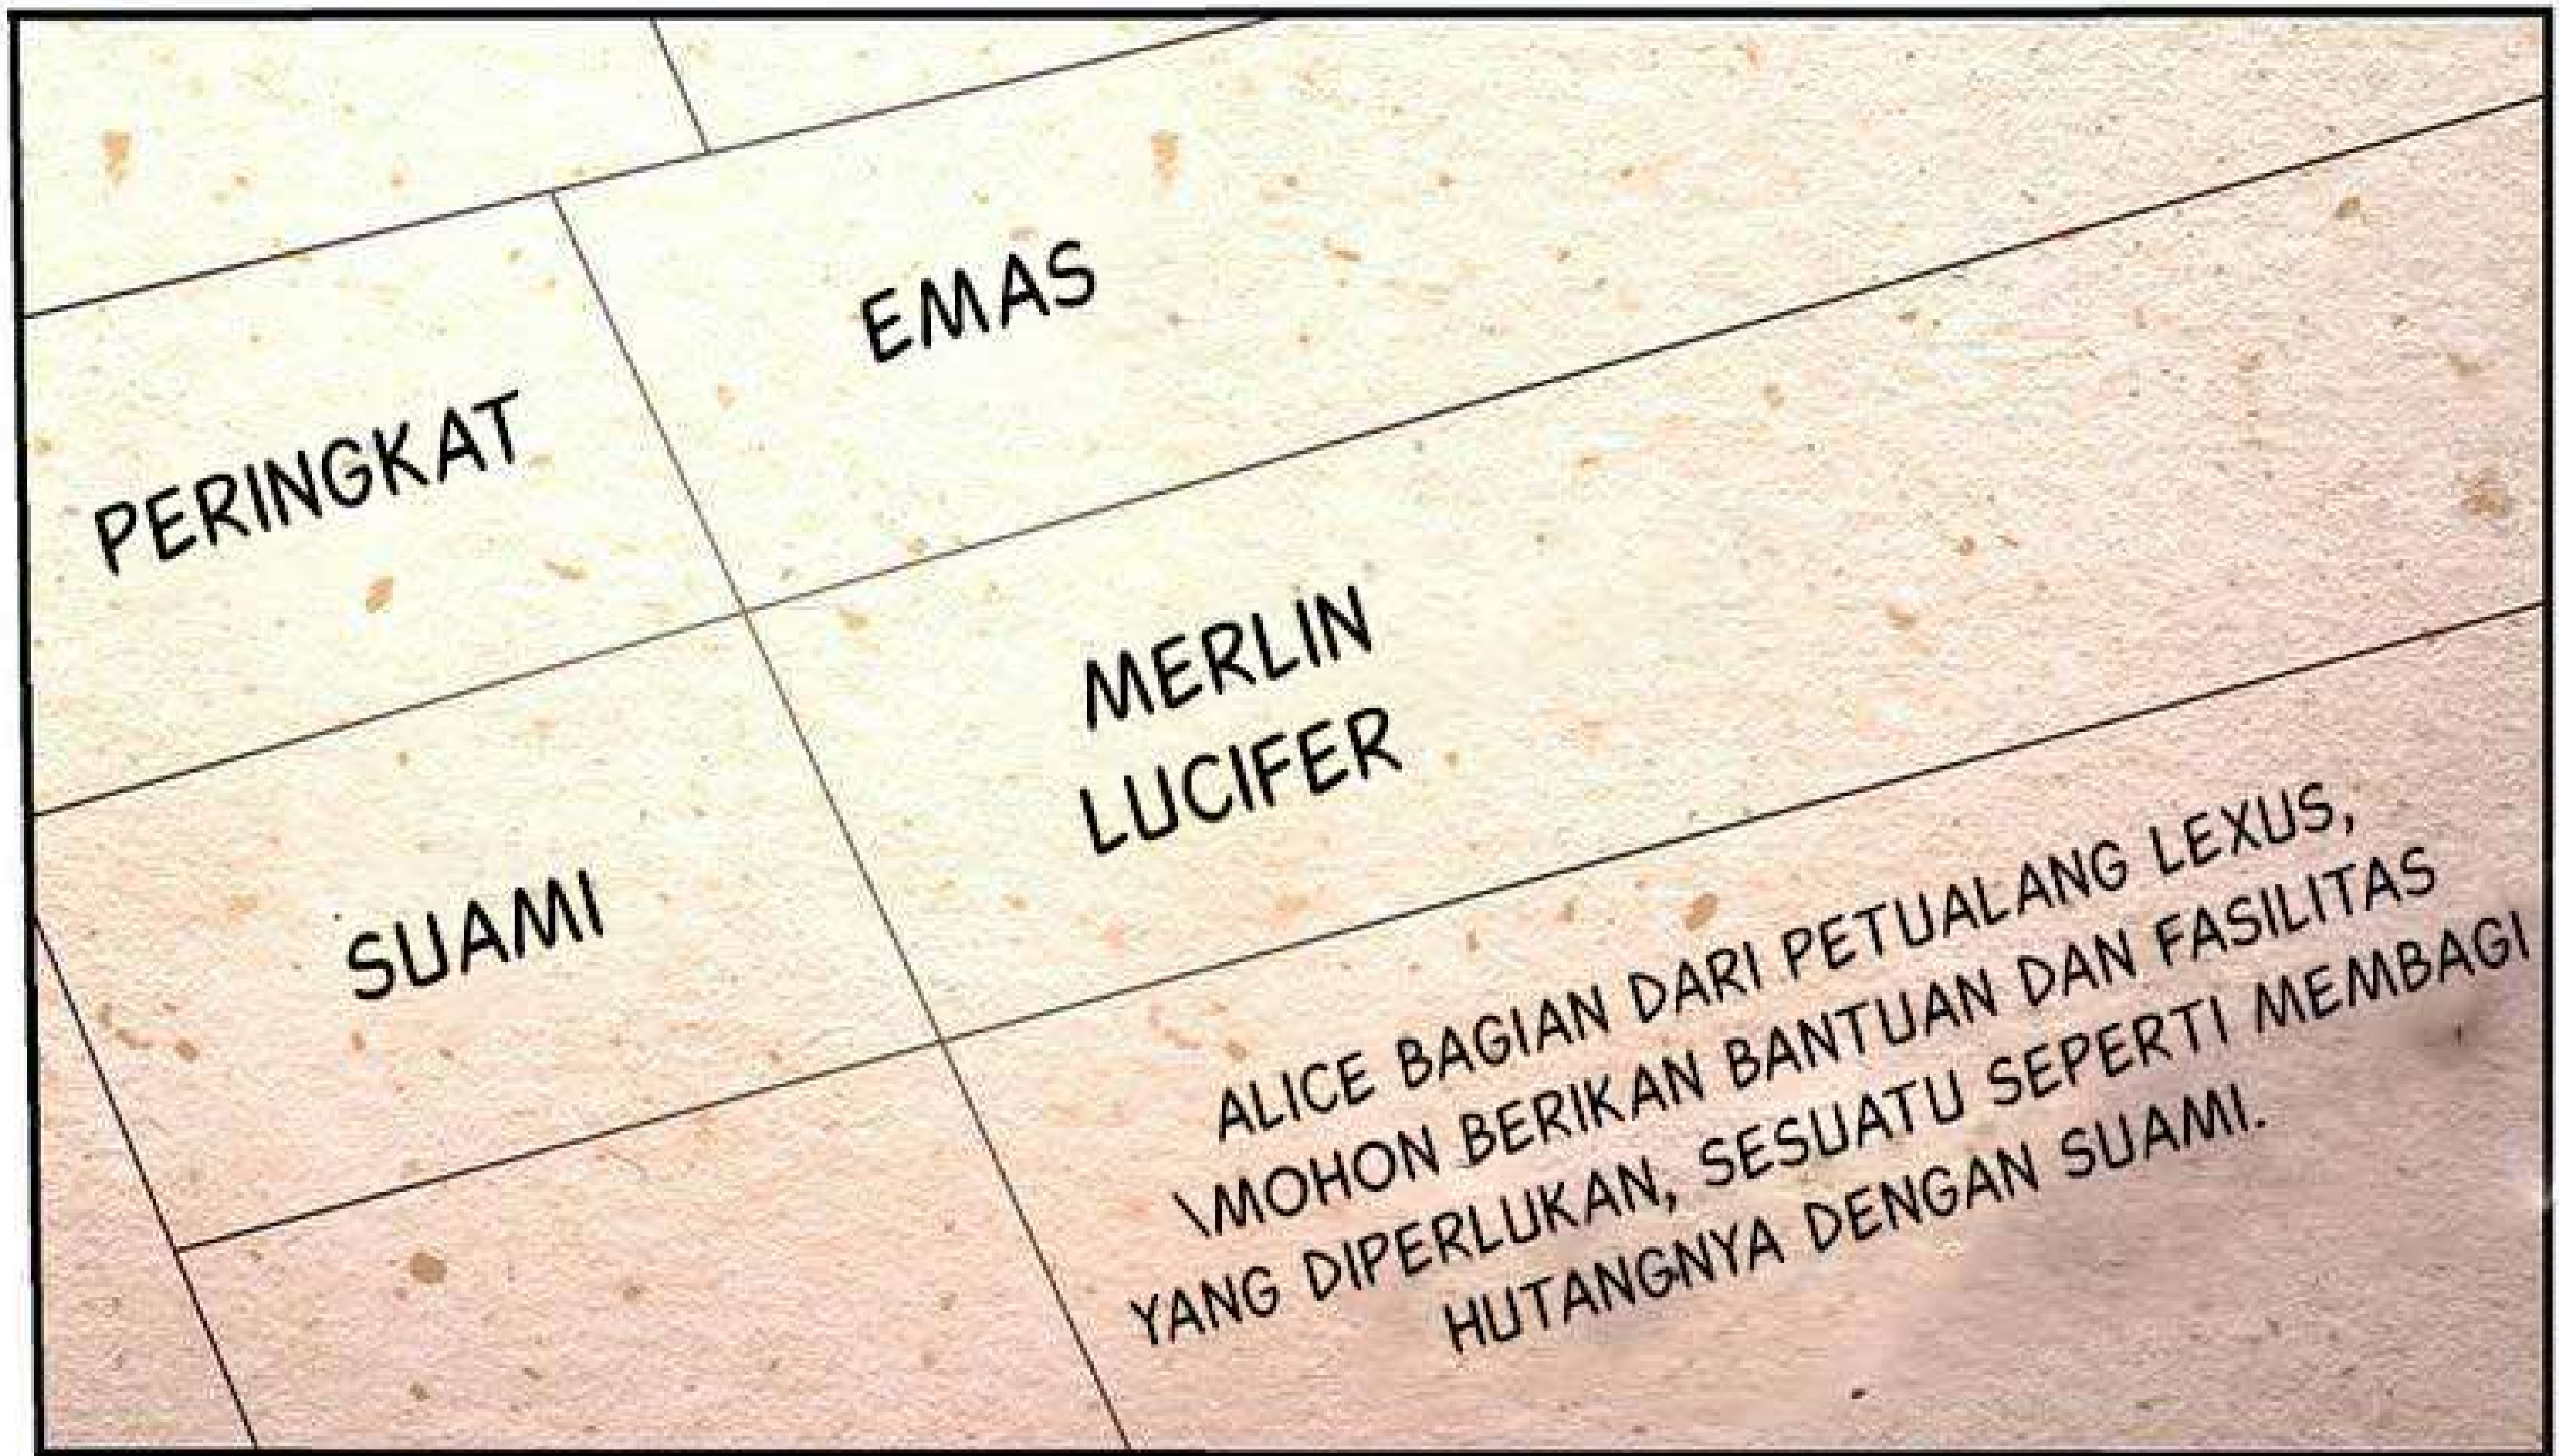 PERINGKAT
EMAS
SUAMI
MERLIN
LUCIFER
ALICE BAGIAN DARI PETUALANG LEXUS,
\MOHON BERIKAN BANTUAN DAN FASILITAS
YANG DIPERLUKAN, SESUATU SEPERTI MEMBAGI
HUTANGNYA DENGAN SUAMI.